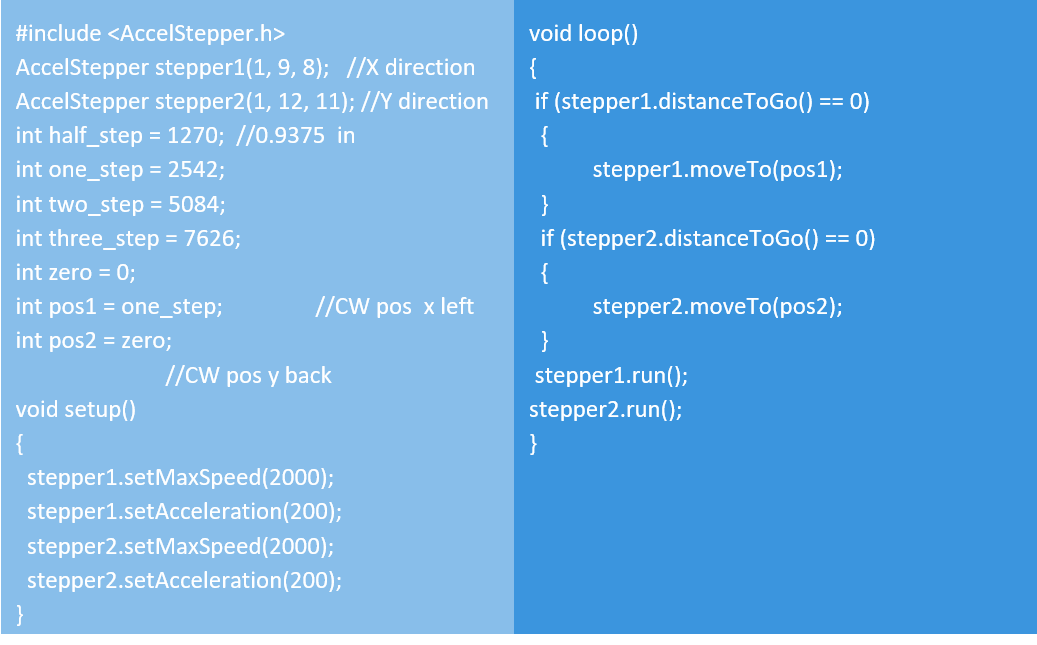 #include <AccelStepper.h>
AccelStepper stepper1(1, 9, 8);   //X direction
AccelStepper stepper2(1, 12, 11); //Y direction
int half_step = 1270;  //0.9375  in
int one_step = 2542;
int two_step = 5084;
int three_step = 7626;
int zero = 0;
int pos1 = one_step;               //CW pos  x left
int pos2 = zero;
                        //CW pos y back
void setup()
{
  stepper1.setMaxSpeed(2000);
  stepper1.setAcceleration(200);
  stepper2.setMaxSpeed(2000);
  stepper2.setAcceleration(200);
}
void loop()
{
 if (stepper1.distanceToGo() == 0)
  {
         stepper1.moveTo(pos1);
  }
  if (stepper2.distanceToGo() == 0)
  {
         stepper2.moveTo(pos2);
  }
 stepper1.run();
stepper2.run();
}